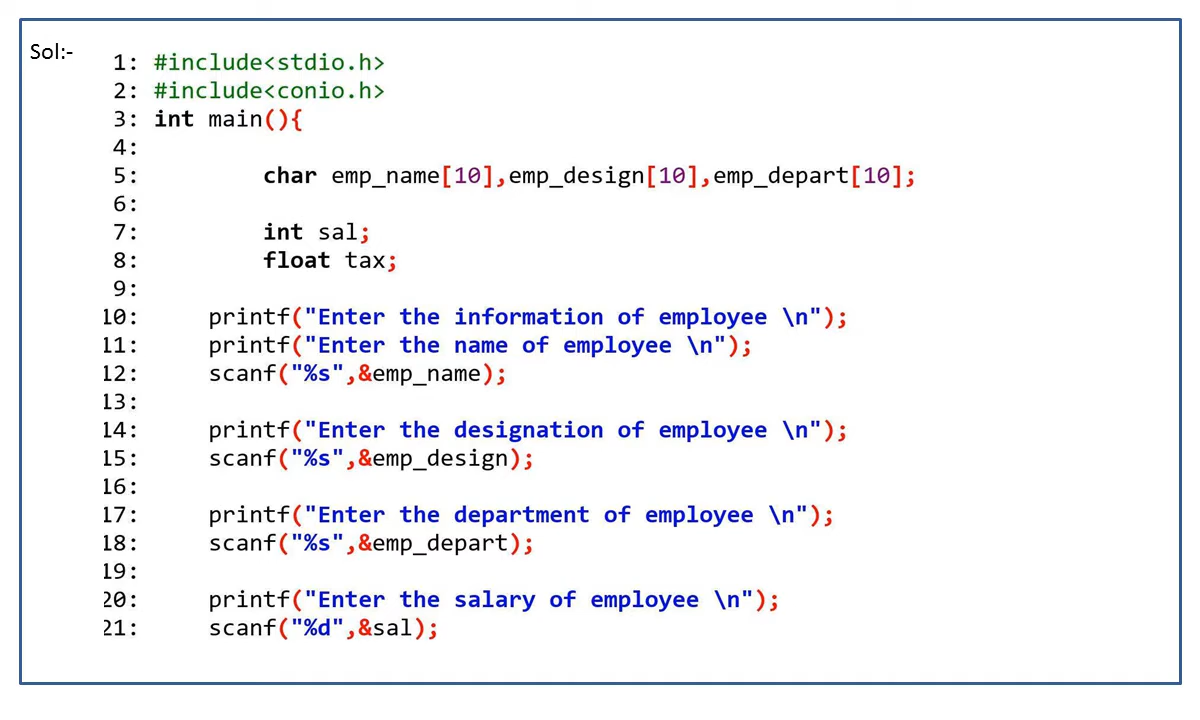 Sol:-
1: #include<stdio.h>
2: #include<conio.h>
3: int main(){
4:
5: char emp_name[10],emp_design[10],emp_depart[10];
6:
7: int sal;
8: float tax;
9:
10: printf("Enter the information of employee \n");
11: printf("Enter the name of employee \n");
12: scanf("%s",&emp_name);
13:
14: printf("Enter the designation of employee \n");
15: scanf("%s",&emp_design);
16:
17: printf("Enter the department of employee \n");
18: scanf("%s",&emp_depart);
19:
20: printf("Enter the salary of employee \n");
21: scanf("%d",&sal);